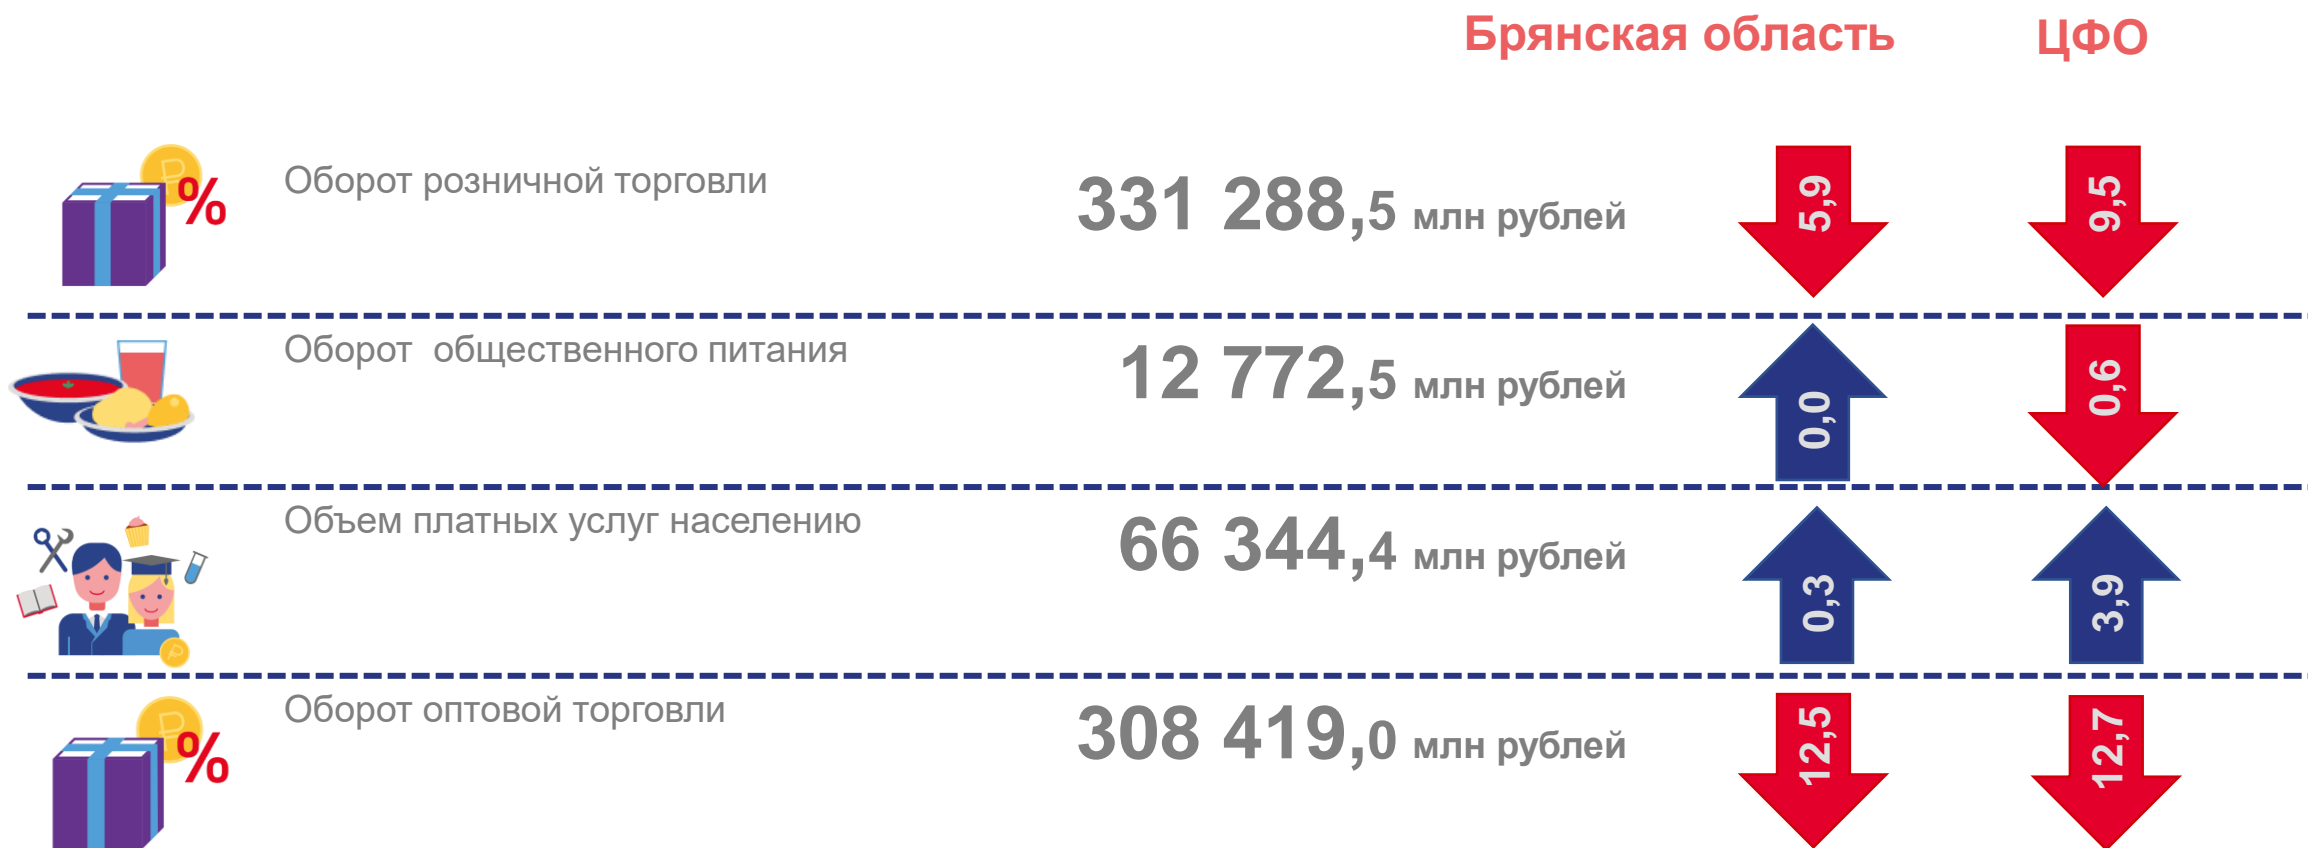 Брянская область ЦФО
Оборот розничной торговли 331 288,5 млн рублей 5,9 9,5
%
Оборот общественного питания 12 772,5 млн рублей 0,0 0,6
Объем платных услуг населению 66 344,4 млн рублей 0,3 3,9
Оборот оптовой торговли 308 419,0 млн рублей 12,5 12,7
%